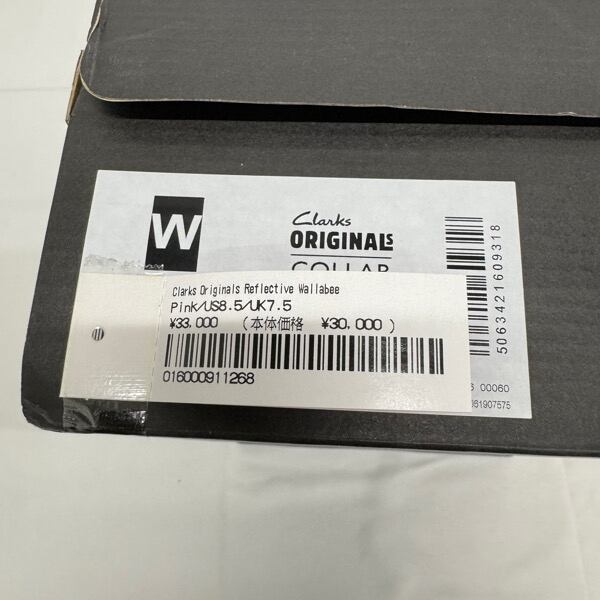 W
Clarks
ORIGINALS
COLLAB
Clarks Originals Reflective Wallabee
Pink/US8.5/UK7.5
¥33,000 (本体価格 ¥30,000)
016000911268
5063421609318
00060
061907575